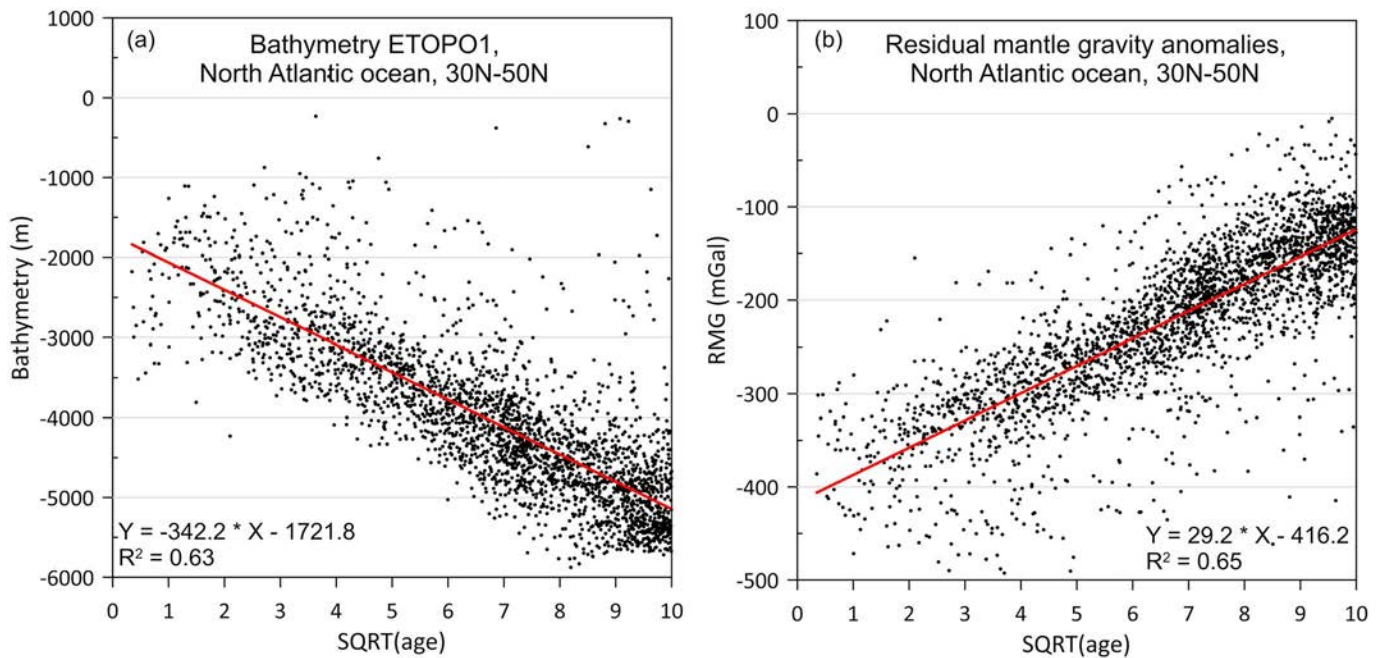 (a)
Bathymetry ETOPO1,
North Atlantic ocean, 30N-50N
1000
0
-1000
-2000
-3000
-4000
-5000
-6000
Bathymetry (m)
Y = -342.2 * X - 1721.8
R² = 0.63
0 1 2 3 4 5 6 7 8 9 10
SQRT(age)
(b)
Residual mantle gravity anomalies,
North Atlantic ocean, 30N-50N
100
0
-100
-200
-300
-400
-500
RMG (mGal)
Y = 29.2 * X - 416.2
R² = 0.65
0 1 2 3 4 5 6 7 8 9 10
SQRT(age)